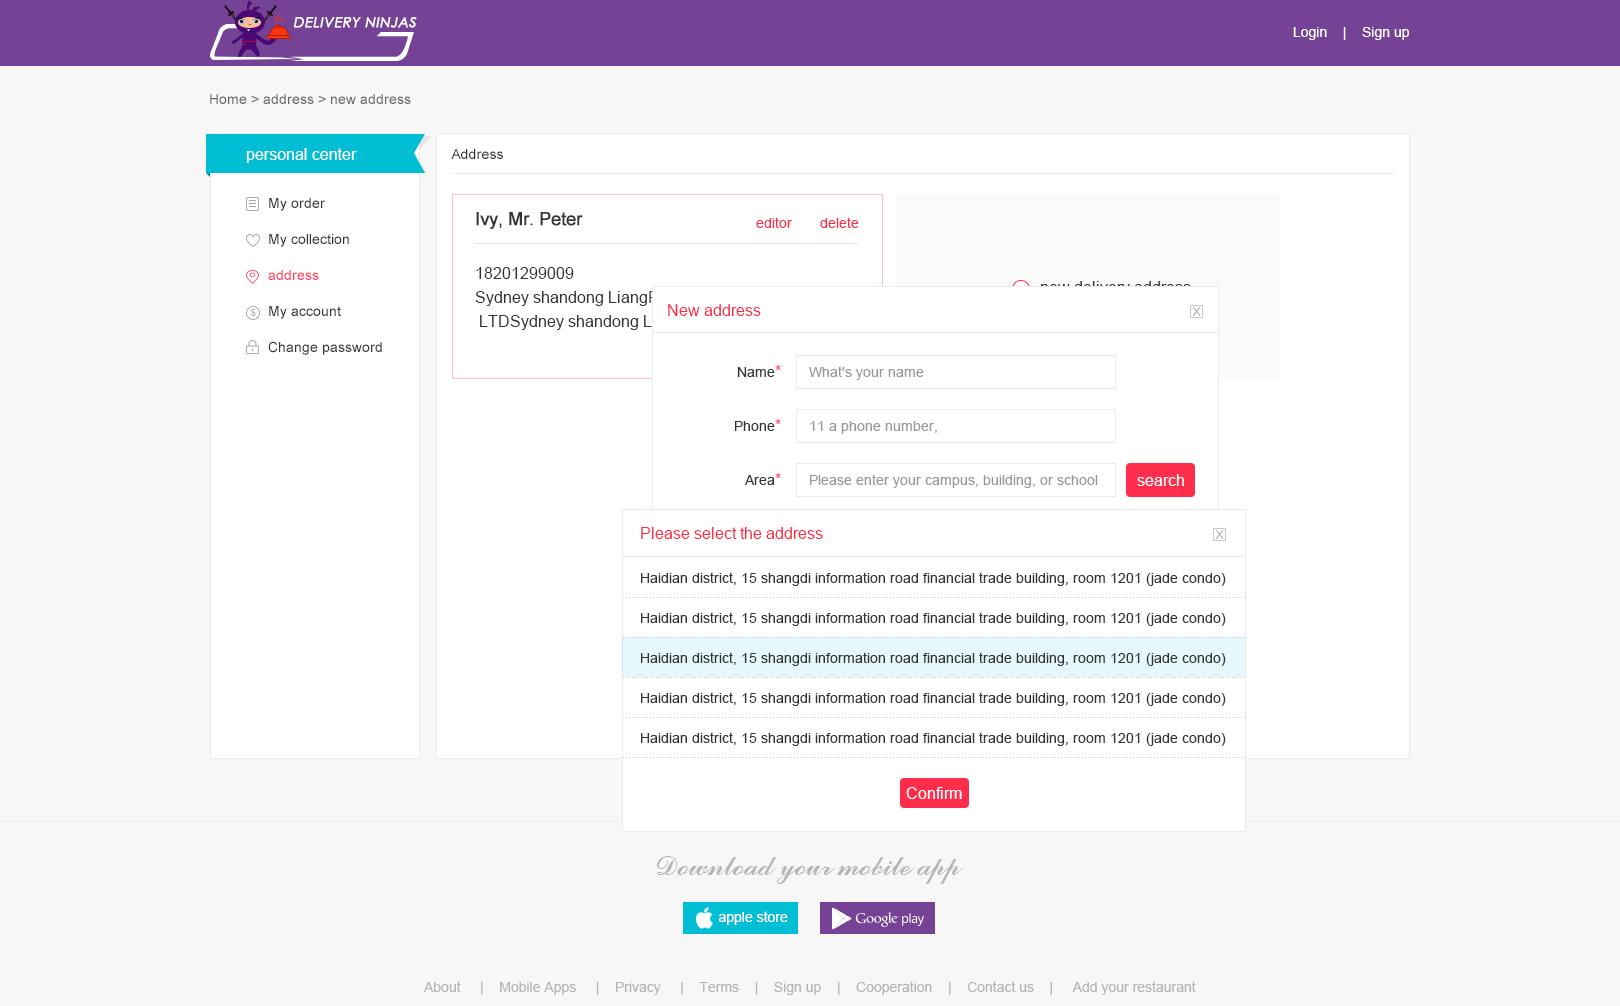 DELIVERY NINJAS
Login | Sign up
Home > address > new address
personal center
My order
My collection
address
My account
Change password
Address
Ivy, Mr. Peter
editor delete
18201299009
Sydney shandong Liang
LTDSydney shandong L
new delivery address
New address
Name*
What's your name
Phone*
11 a phone number,
Area*
Please enter your campus, building, or school
search
Please select the address
Haidian district, 15 shangdi information road financial trade building, room 1201 (jade condo)
Haidian district, 15 shangdi information road financial trade building, room 1201 (jade condo)
Haidian district, 15 shangdi information road financial trade building, room 1201 (jade condo)
Haidian district, 15 shangdi information road financial trade building, room 1201 (jade condo)
Haidian district, 15 shangdi information road financial trade building, room 1201 (jade condo)
Confirm
Download your mobile app
apple store
Google play
About | Mobile Apps | Privacy | Terms | Sign up | Cooperation | Contact us | Add your restaurant